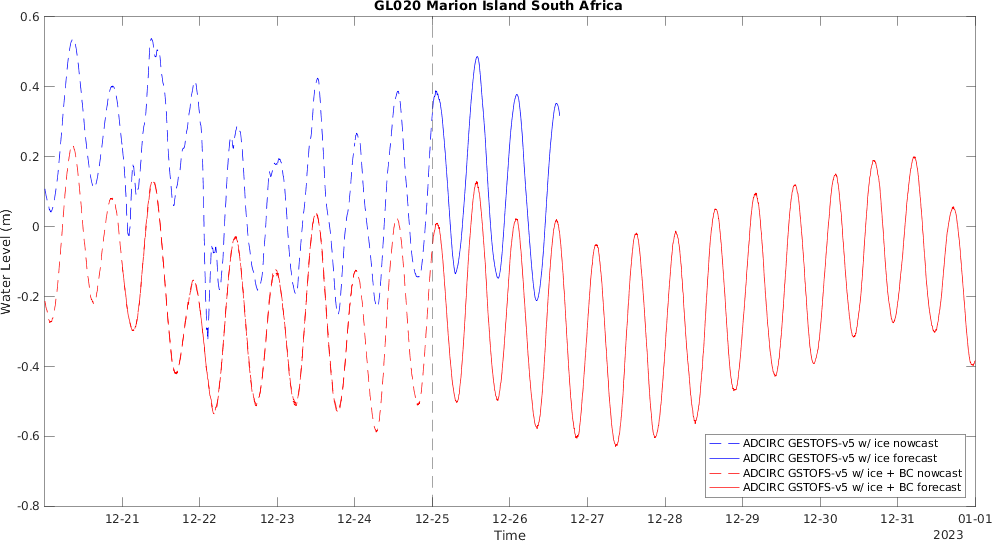 GL020 Marion Island South Africa
0.6
0.4
0.2
0
-0.2
-0.4
-0.6
-0.8
Water Level (m)
ADCIRC GESTOFS-v5 w/ ice nowcast
ADCIRC GESTOFS-v5 w/ ice forecast
ADCIRC GSTOFS-v5 w/ ice + BC nowcast
ADCIRC GSTOFS-v5 w/ ice + BC forecast
12-21 12-22 12-23 12-24 12-25 12-26 12-27 12-28 12-29 12-30 12-31 01-01
Time
2023